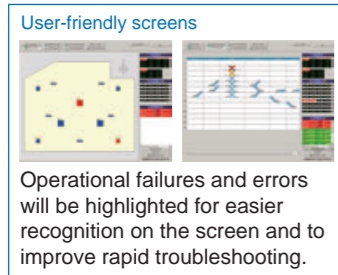 User-friendly screens
Operational failures and errors
will be highlighted for easier
recognition on the screen and to
improve rapid troubleshooting.